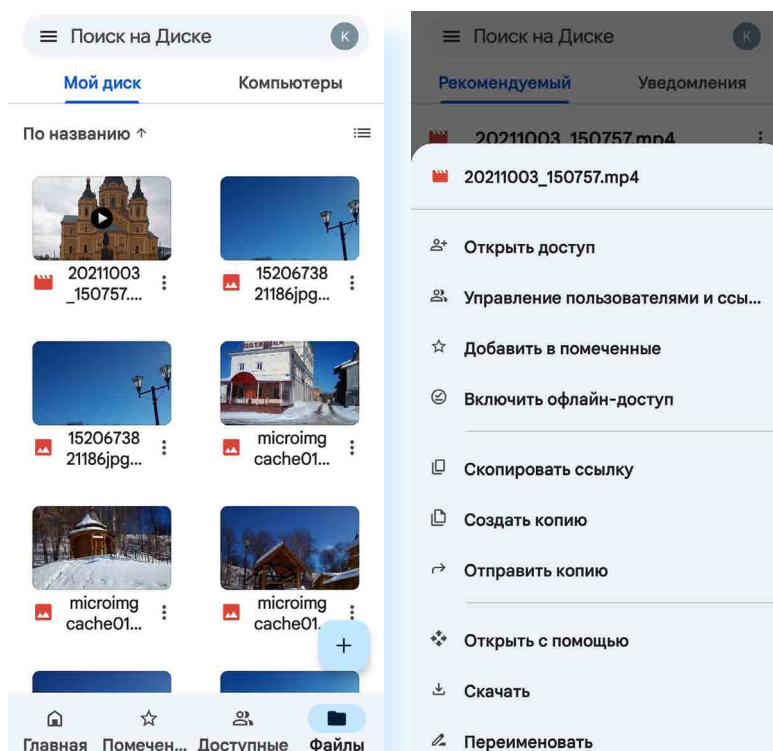 Поиск на Диске
K
Мой диск
Компьютеры
По названию ↑
20211003
_150757....
15206738
21186jpg...
15206738
21186jpg...
microimg
cache01...
microimg
cache01...
microimg
cache01.
Главная
Помечен...
Доступные
Файлы
Поиск на Диске
K
Рекомендуемый
Уведомления
20211003_150757.mp4
20211003_150757.mp4
Открыть доступ
Управление пользователями и ссы...
Добавить в помеченные
Включить офлайн-доступ
Скопировать ссылку
Создать копию
Отправить копию
Открыть с помощью
Скачать
Переименовать